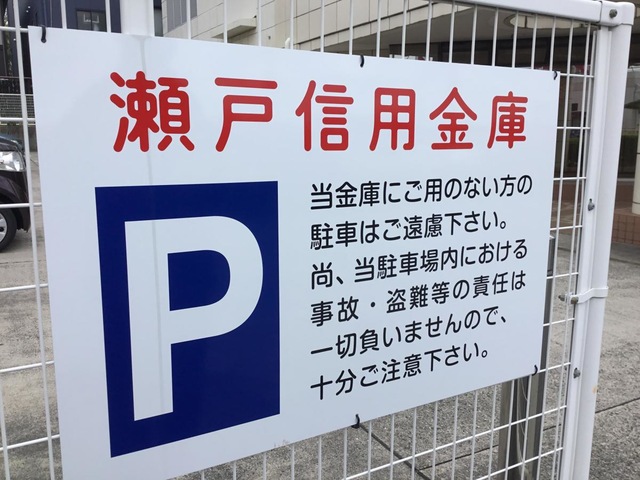 瀬戸信用金庫
P
当金庫にご用のない方の
駐車はご遠慮下さい。
尚、当駐車場内における
事故・盗難等の責任は
一切負いませんので、
十分ご注意下さい。